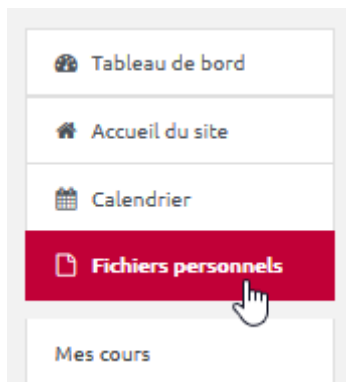 Tableau de bord
Accueil du site
Calendrier
Fichiers personnels
Mes cours